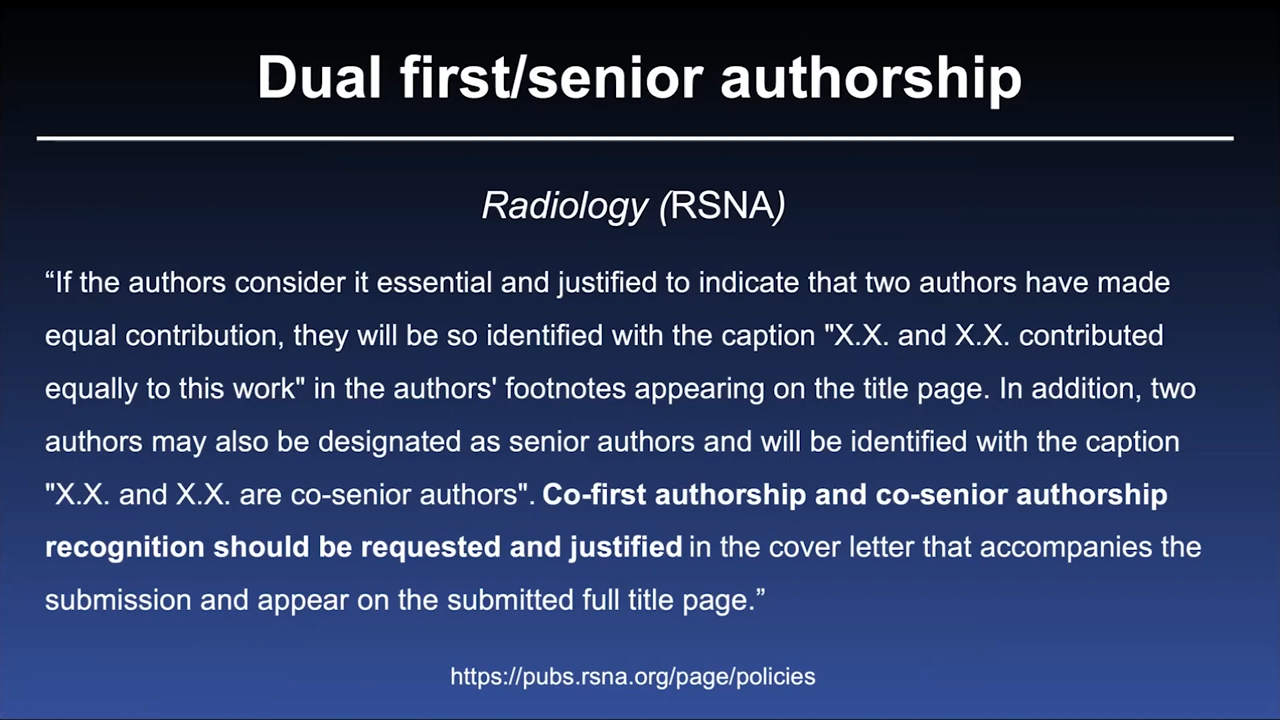 Dual first/senior authorship
Radiology (RSNA)
“If the authors consider it essential and justified to indicate that two authors have made
equal contribution, they will be so identified with the caption "X.X. and X.X. contributed
equally to this work" in the authors' footnotes appearing on the title page. In addition, two
authors may also be designated as senior authors and will be identified with the caption
"X.X. and X.X. are co-senior authors". Co-first authorship and co-senior authorship
recognition should be requested and justified in the cover letter that accompanies the
submission and appear on the submitted full title page.”
https://pubs.rsna.org/page/policies